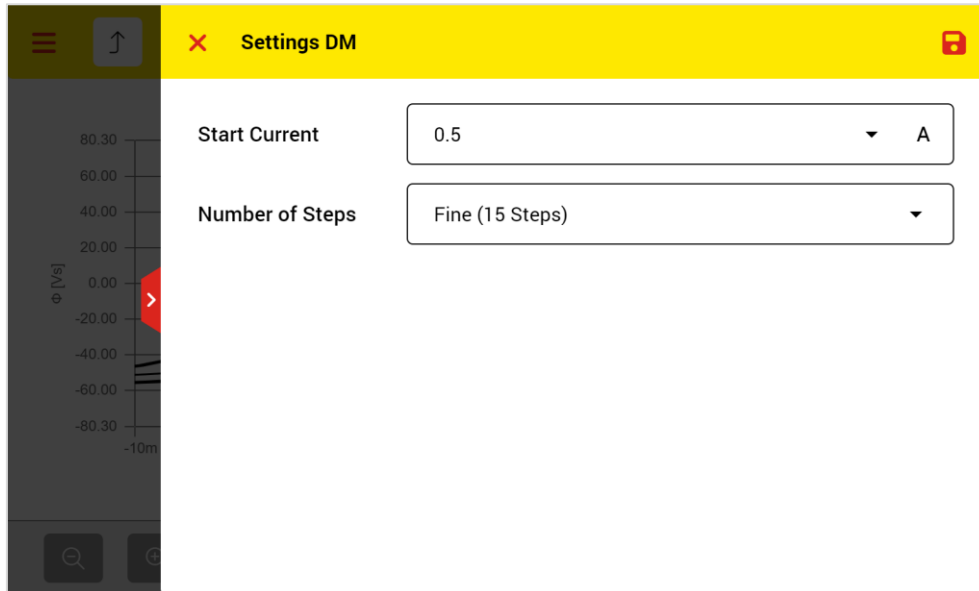 Settings DM
Start Current
0.5
A
Number of Steps
Fine (15 Steps)
80.30
60.00
40.00
20.00
0.00
-20.00
-40.00
-60.00
-80.30
Φ [Vs]
-10m